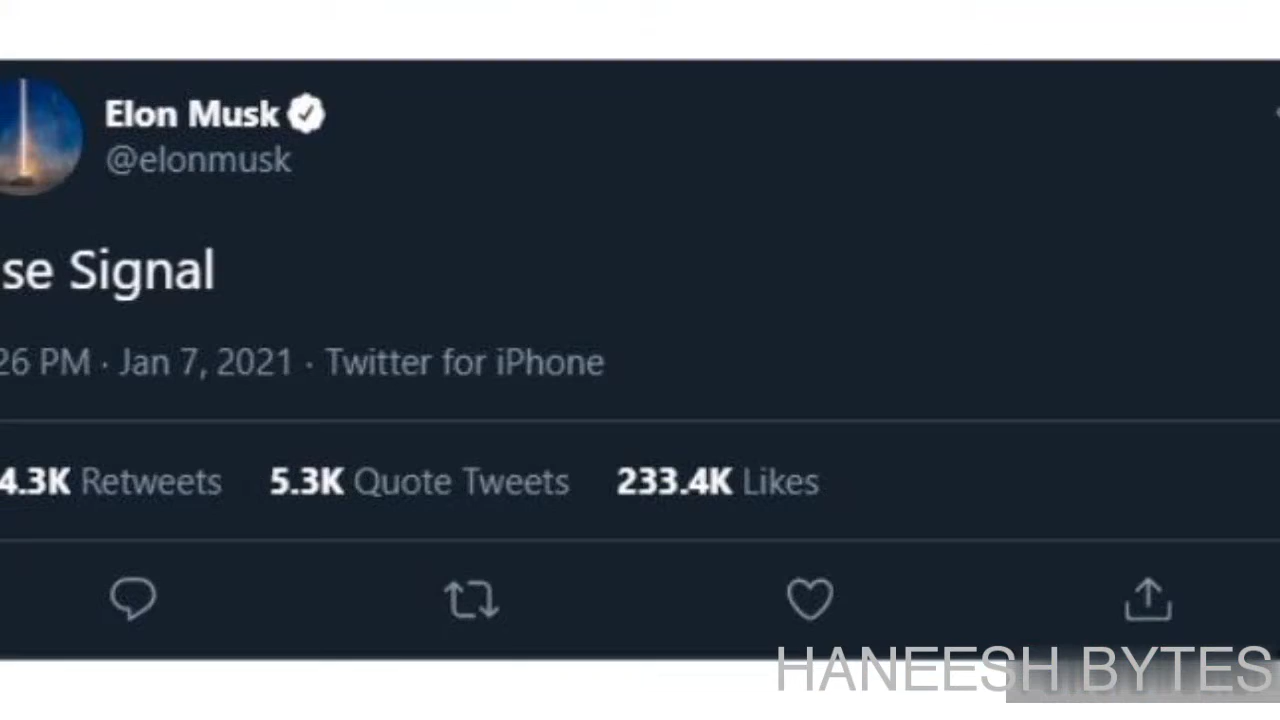 Elon Musk
@elonmusk
se Signal
26 PM · Jan 7, 2021 · Twitter for iPhone
4.3K Retweets 5.3K Quote Tweets 233.4K Likes
HANEESH BYTES